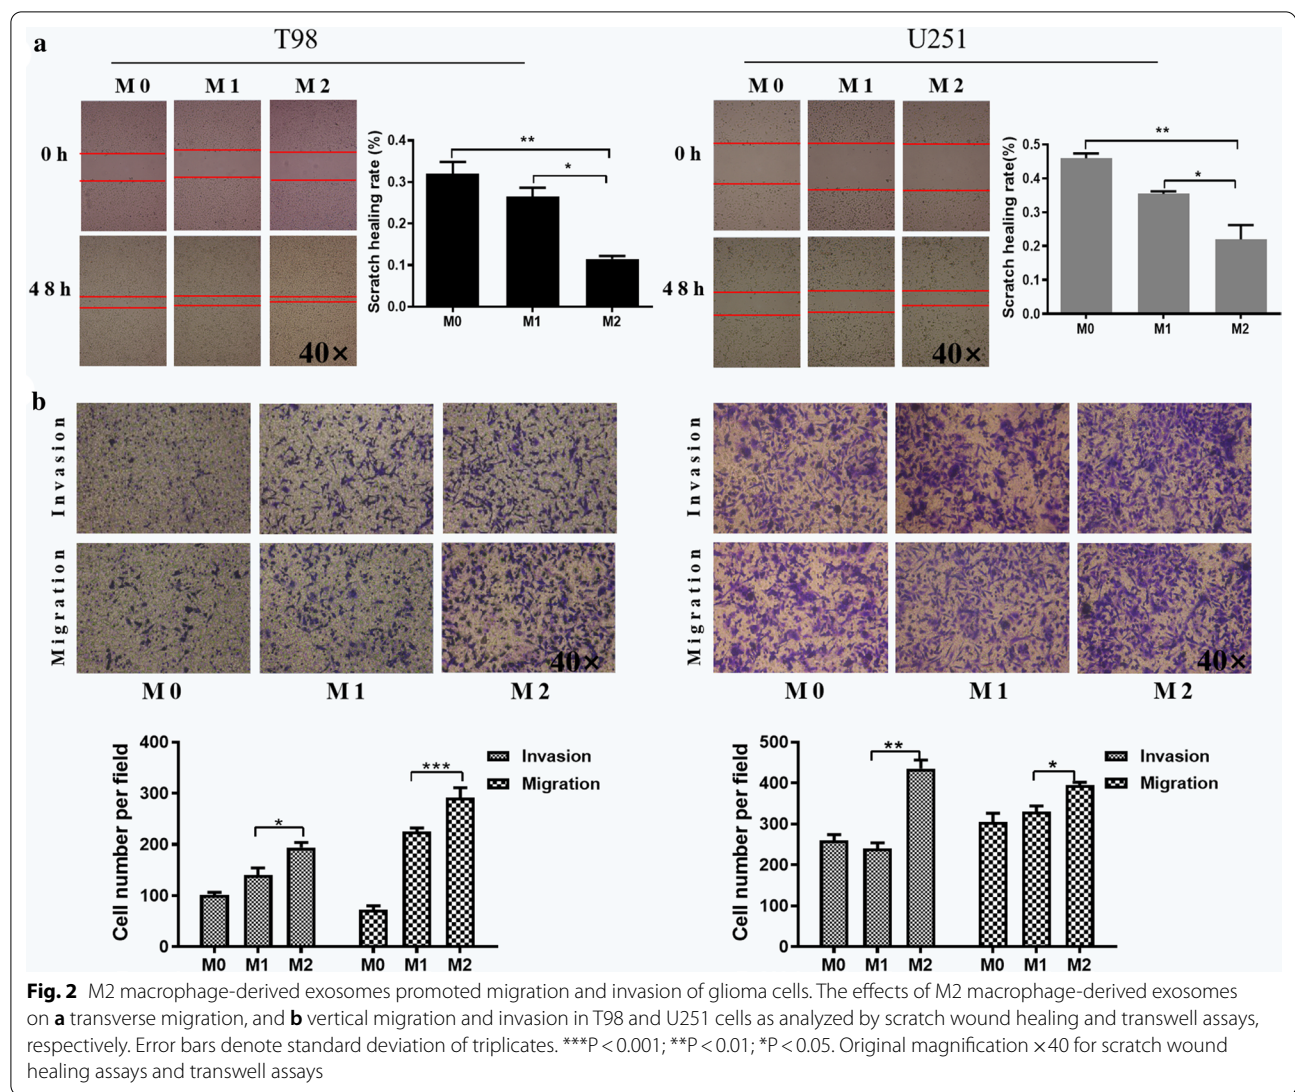 a
T98
U251
M 0 M 1 M 2
M 0 M 1 M 2
0 h
48h
40×
Scratch healing rate (%)
0.4
0.3
0.2
0.1
0.0
**
*
M0 M1 M2
0h
48h
40×
Scratch healing rate(%)
0.5
0.4
0.3
0.2
0.1
0.0
**
*
M0 M1 M2
b
Invasion
Migration
40×
M 0 M 1 M 2
Invasion
Migration
40×
M 0 M 1 M 2
Cell number per field
400
300
200
100
0
*
***
Invasion
Migration
M0 M1 M2 M0 M1 M2
Cell number per field
500
400
300
200
100
0
**
*
Invasion
Migration
M0 M1 M2 M0 M1 M2
Fig. 2 M2 macrophage-derived exosomes promoted migration and invasion of glioma cells. The effects of M2 macrophage-derived exosomes
on a transverse migration, and b vertical migration and invasion in T98 and U251 cells as analyzed by scratch wound healing and transwell assays,
respectively. Error bars denote standard deviation of triplicates. ***P < 0.001; **P < 0.01; *P < 0.05. Original magnification ×40 for scratch wound
healing assays and transwell assays